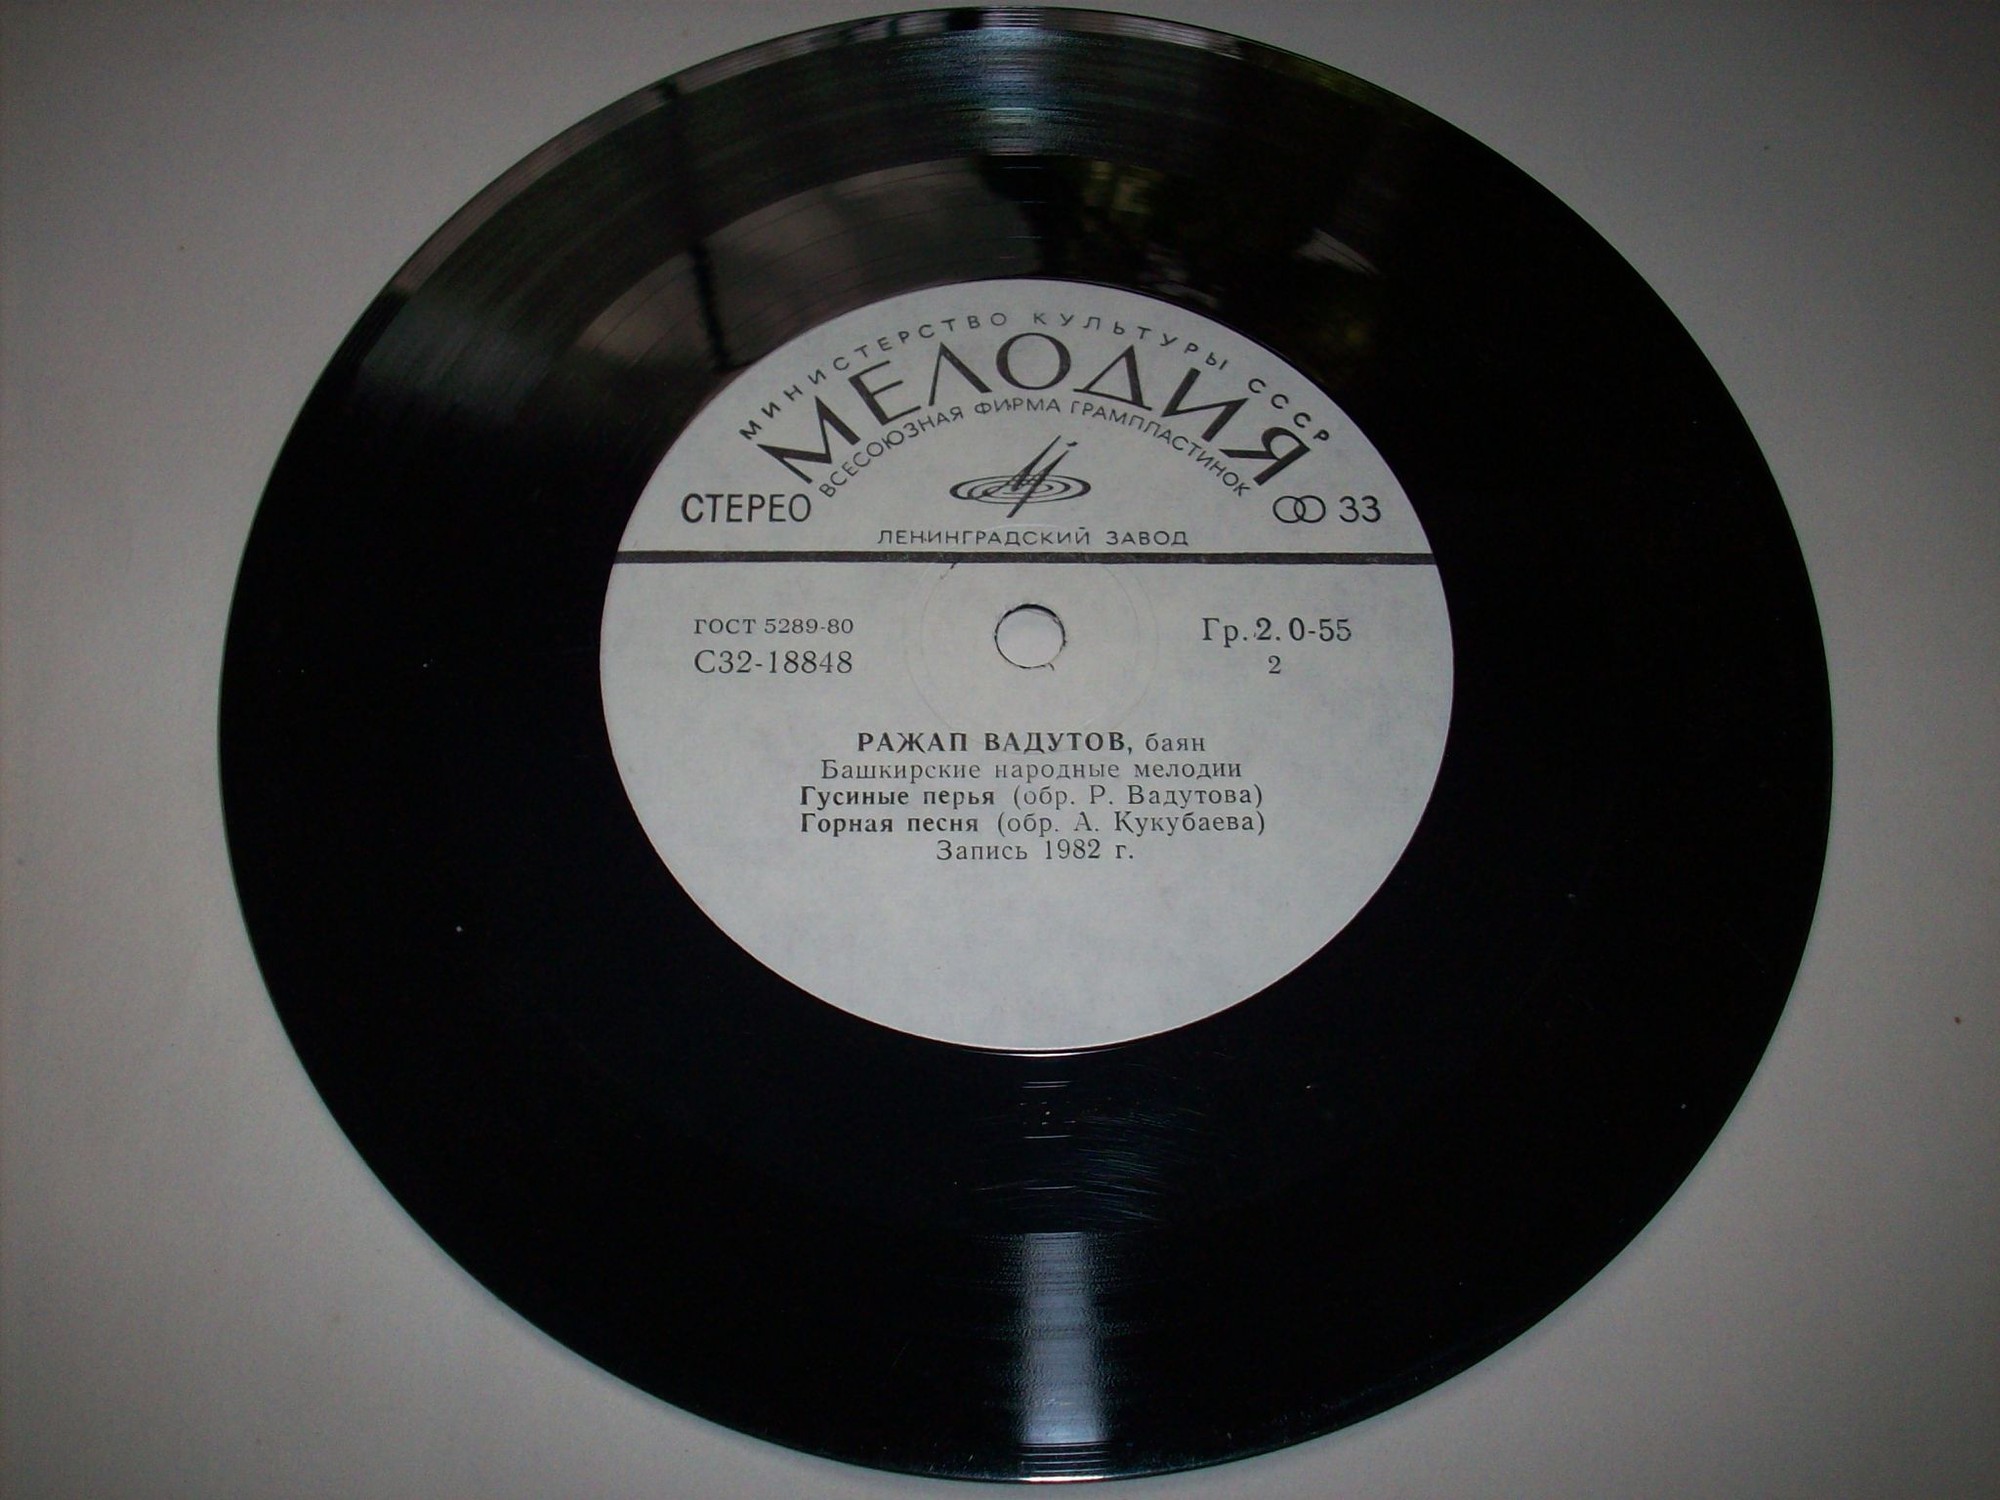 МИНИСТЕРСТВО КУЛЬТУРЫ СССР
МЕЛОДИЯ
ВСЕСОЮЗНАЯ ФИРМА ГРАМПЛАСТИНОК
СТЕРЕО
33
ЛЕНИНГРАДСКИЙ ЗАВОД
ГОСТ 5289-80
Гр. 2. 0-55
С32-18848
2
РАЖАП ВАДУТОВ, баян
Башкирские народные мелодии
Гусиные перья (обр. Р. Вадутова)
Горная песня (обр. А. Кукубаева)
Запись 1982 г.